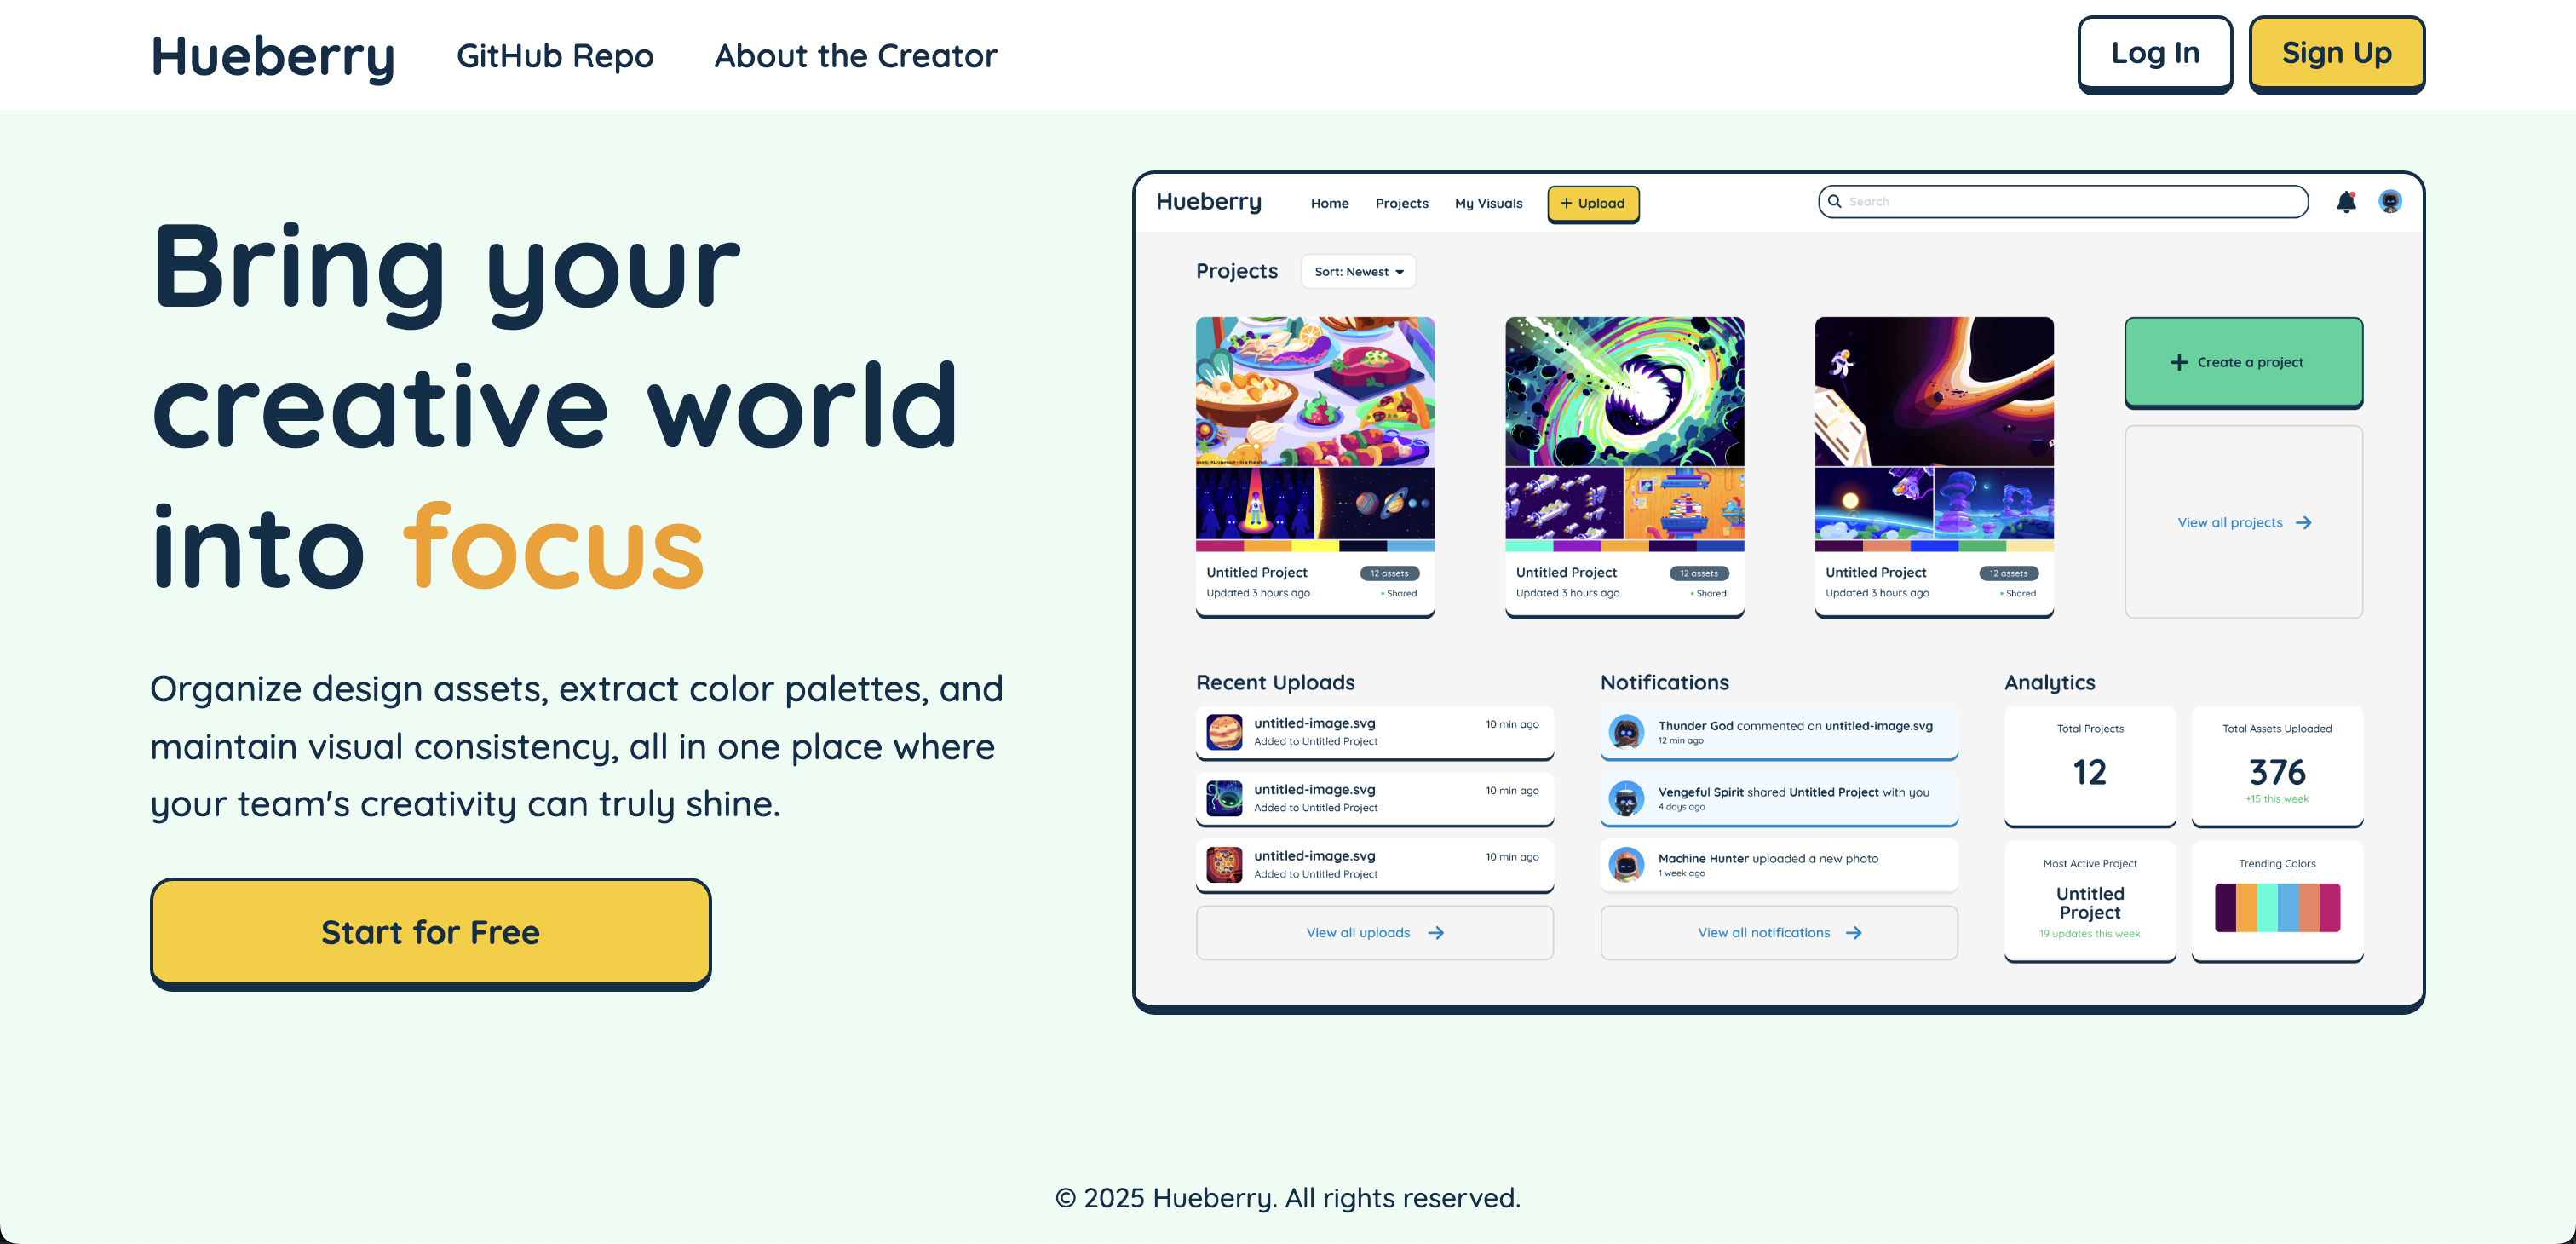 Hueberry
GitHub Repo
About the Creator
Log In
Sign Up
Bring your
creative world
into focus
Organize design assets, extract color palettes, and
maintain visual consistency, all in one place where
your team's creativity can truly shine.
Start for Free
Hueberry
Home
Projects
My Visuals
+ Upload
Search
Projects
Sort: Newest
Untitled Project
12 assets
Updated 3 hours ago
• Shared
Untitled Project
12 assets
Updated 3 hours ago
• Shared
Untitled Project
12 assets
Updated 3 hours ago
• Shared
+ Create a project
View all projects →
Recent Uploads
untitled-image.svg
10 min ago
Added to Untitled Project
untitled-image.svg
10 min ago
Added to Untitled Project
untitled-image.svg
10 min ago
Added to Untitled Project
View all uploads →
Notifications
Thunder God commented on untitled-image.svg
12 min ago
Vengeful Spirit shared Untitled Project with you
4 days ago
Machine Hunter uploaded a new photo
1 week ago
View all notifications →
Analytics
Total Projects
12
Total Assets Uploaded
376
+15 this week
Most Active Project
Untitled
Project
19 updates this week
Trending Colors
© 2025 Hueberry. All rights reserved.